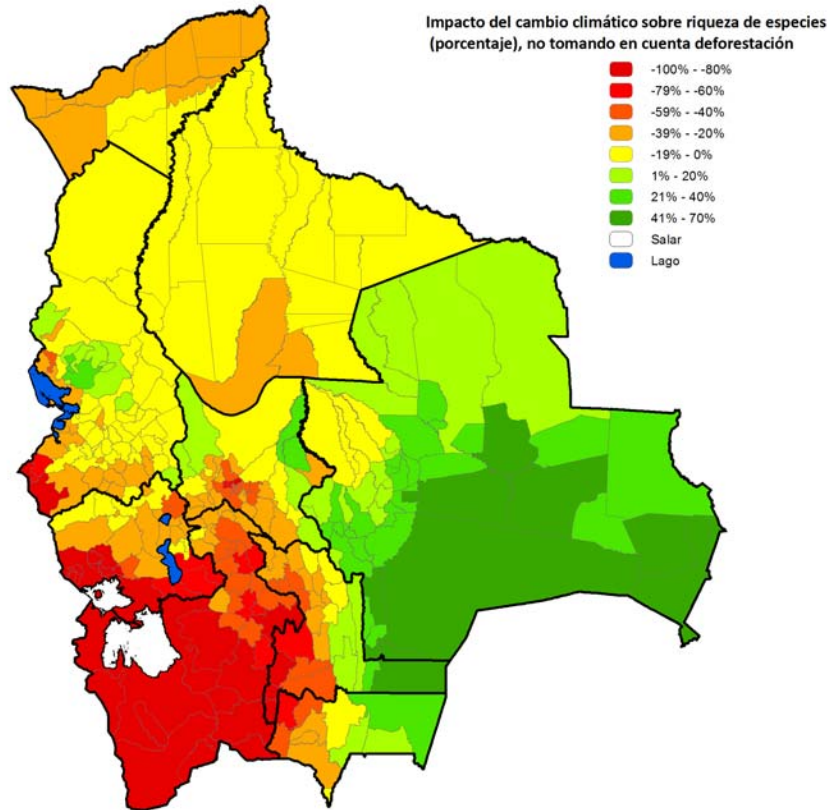 Impacto del cambio climático sobre riqueza de especies
(porcentaje), no tomando en cuenta deforestación
-100% - -80%
-79% - -60%
-59% - -40%
-39% - -20%
-19% - 0%
1% - 20%
21% - 40%
41% - 70%
Salar
Lago